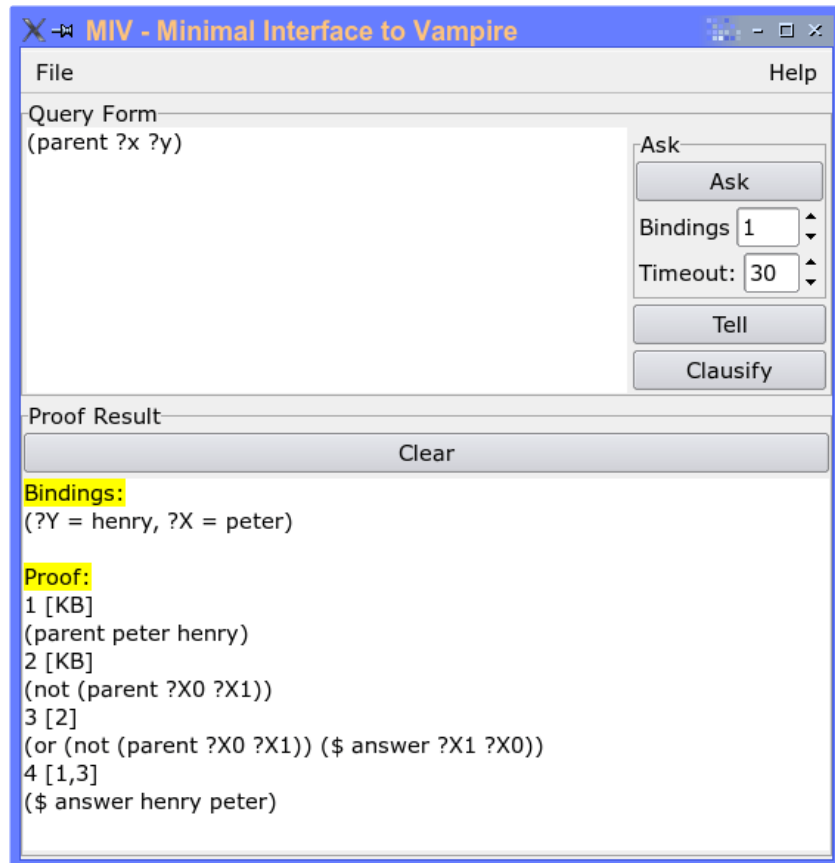 MIV - Minimal Interface to Vampire
File Help
Query Form
(parent ?x ?y)
Ask
Ask
Bindings 1
Timeout: 30
Tell
Clausify
Proof Result
Clear
Bindings:
(?Y = henry, ?X = peter)
Proof:
1 [KB]
(parent peter henry)
2 [KB]
(not (parent ?X0 ?X1))
3 [2]
(or (not (parent ?X0 ?X1)) ($ answer ?X1 ?X0))
4 [1,3]
($ answer henry peter)